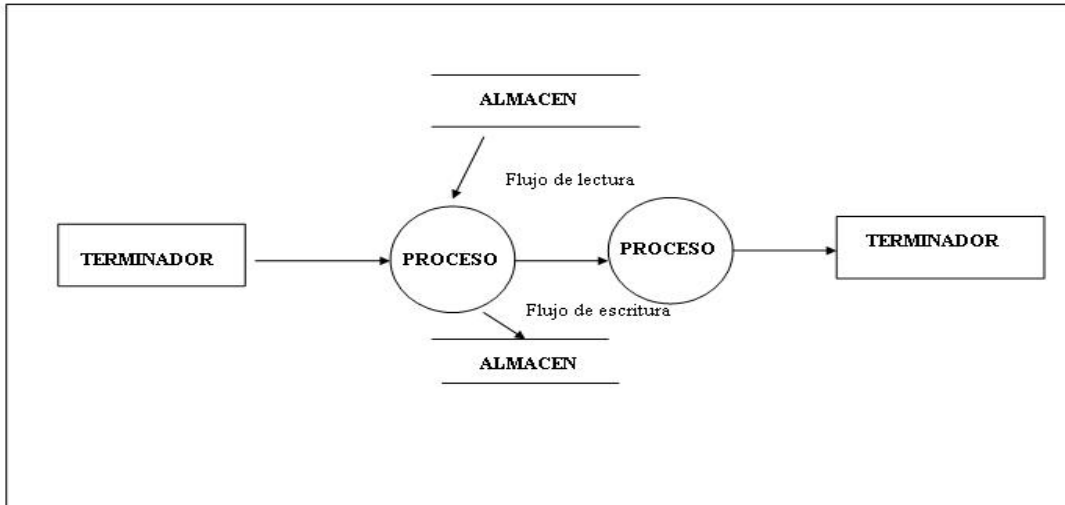 ALMACEN
Flujo de lectura
TERMINADOR
PROCESO
PROCESO
TERMINADOR
Flujo de escritura
ALMACEN